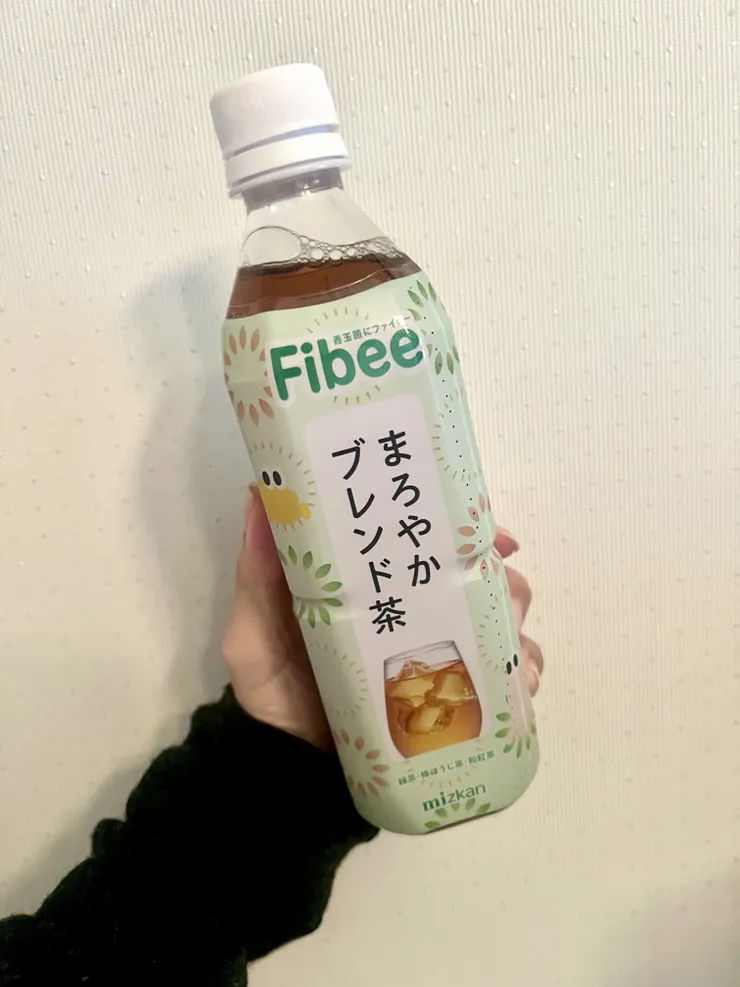 善玉菌にファイバー
Fibee
まろやか
ブレンド茶
緑茶・棒ほうじ茶・和紅茶
mizkan